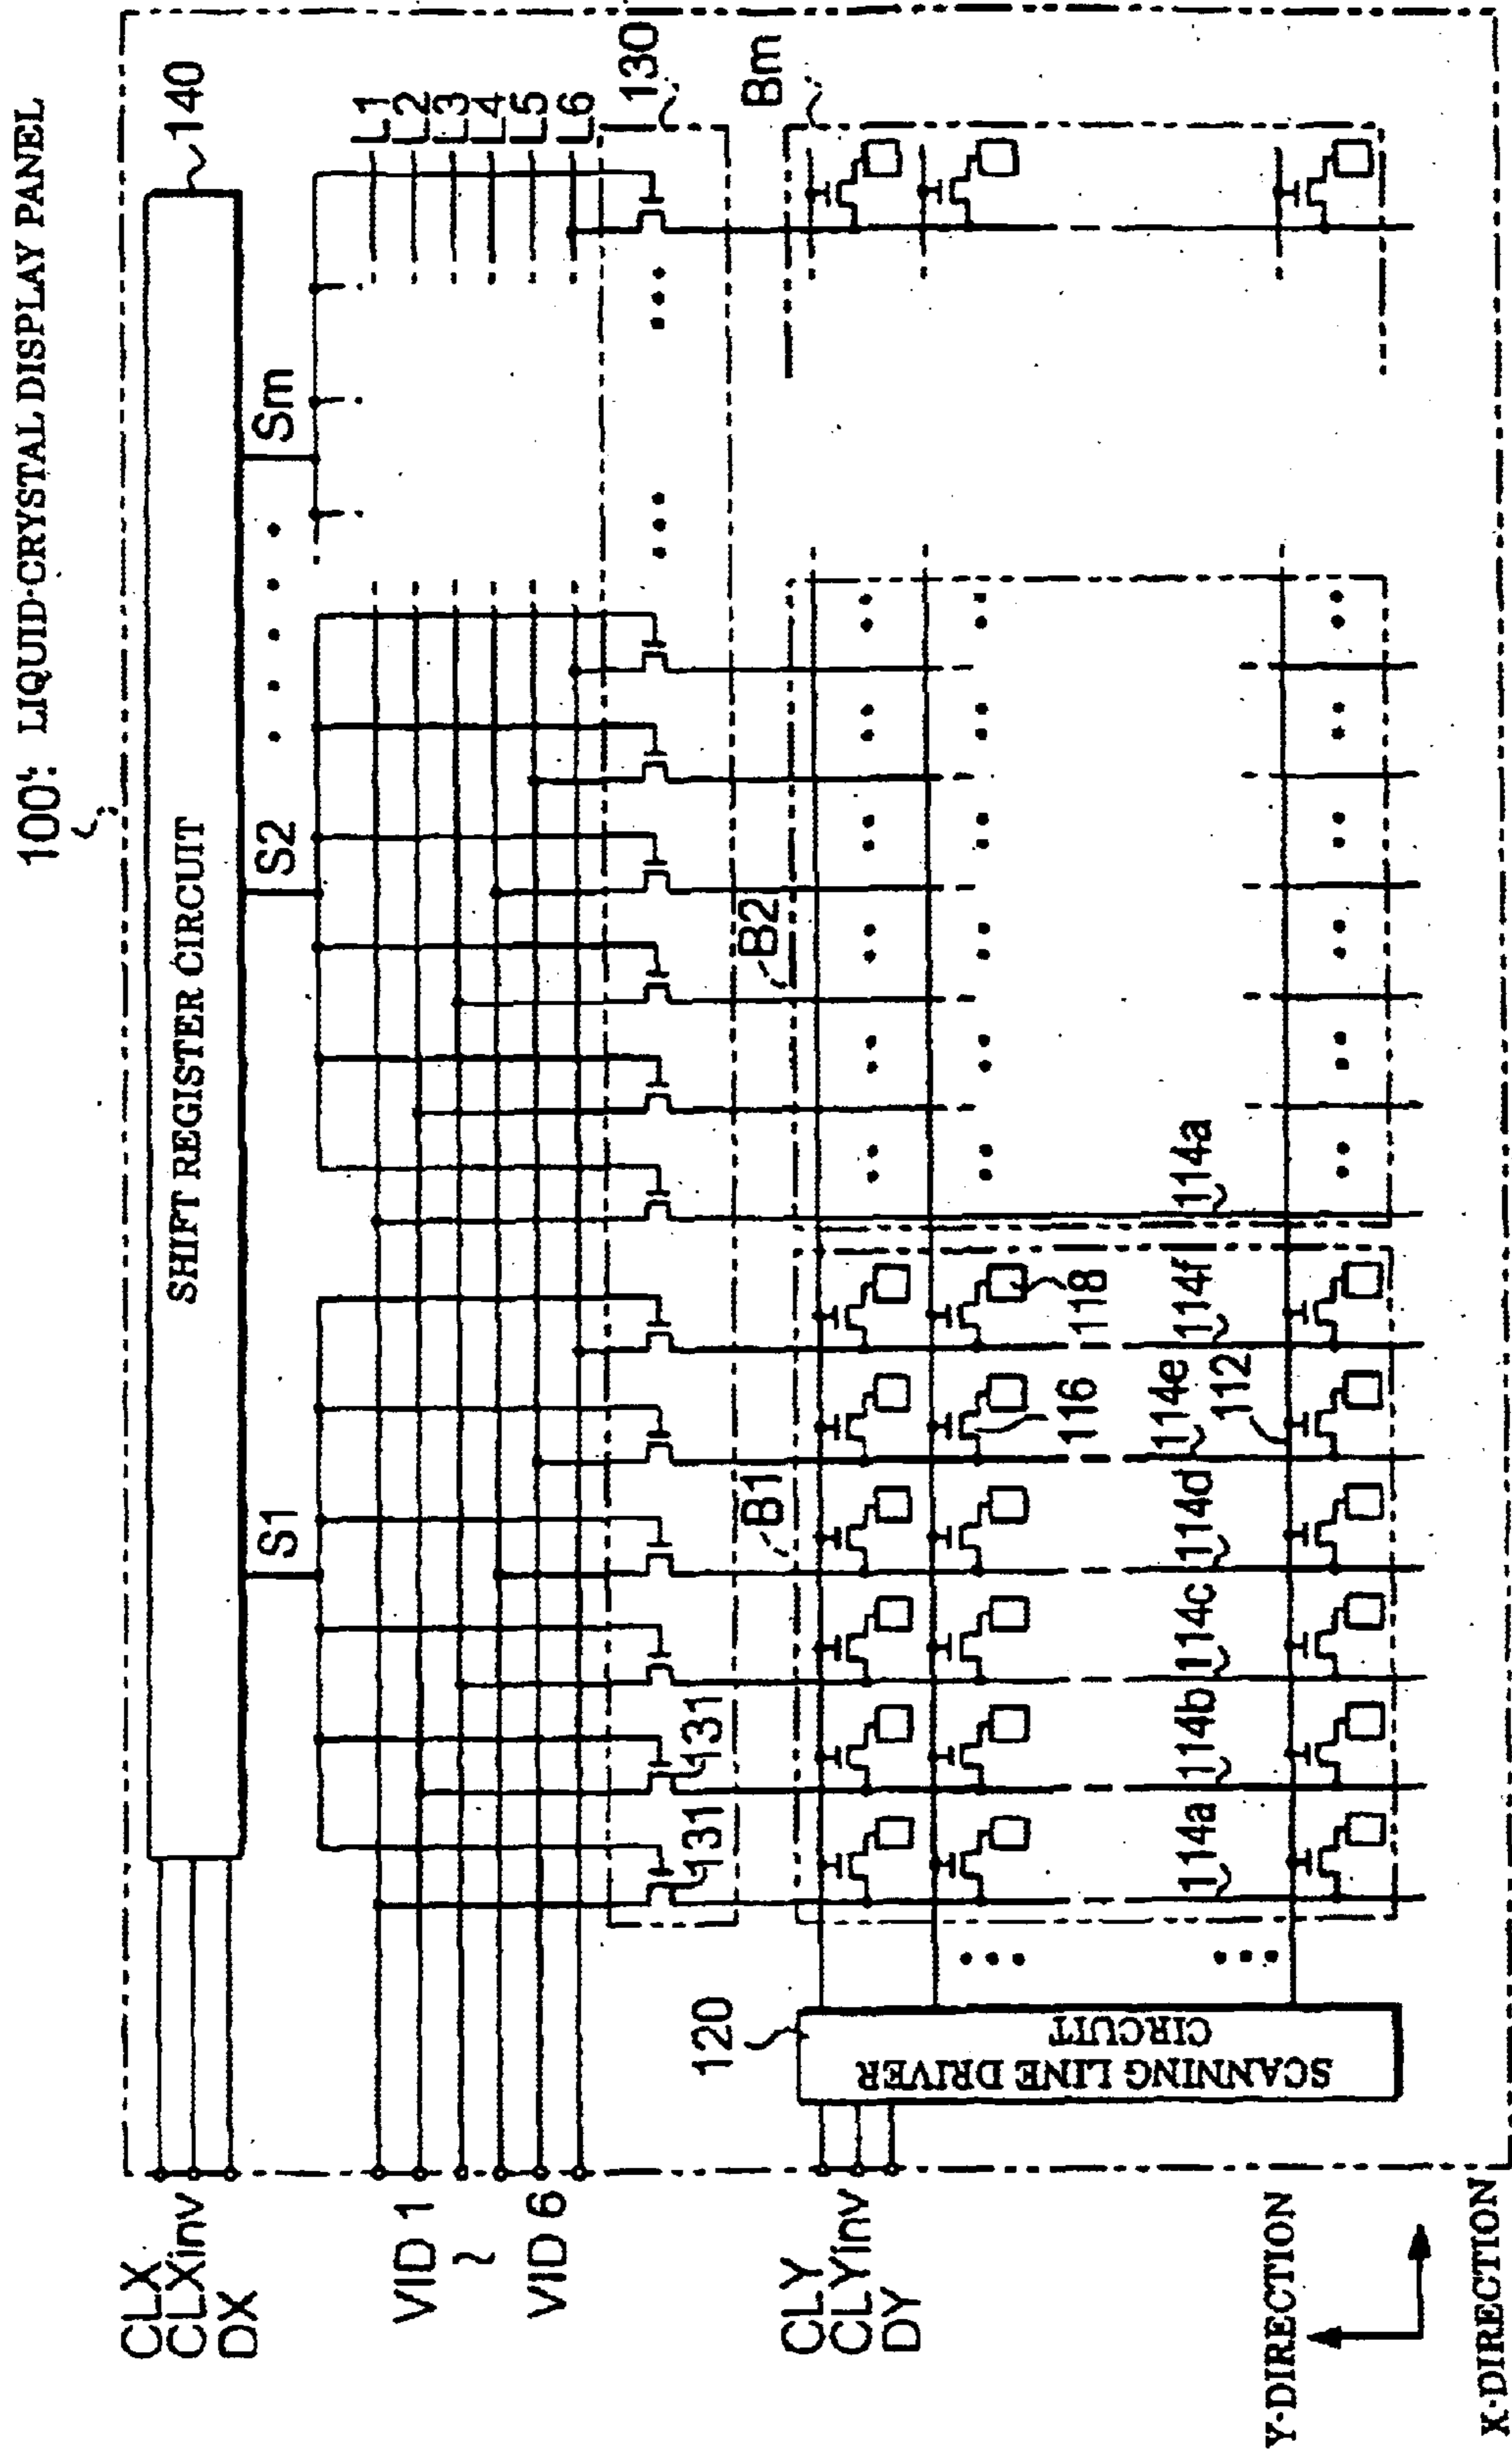 100': LIQUID-CRYSTAL DISPLAY PANEL
140
SHIFT REGISTER CIRCUIT
CLX
CLXinv
DX
S1
S2
Sm
VID 1
~
VID 6
L1
L2
L3
L4
L5
L6
130
131
131
B1
B2
Bm
120
SCANNING LINE DRIVER
CIRCUIT
CLY
CLYinv
DY
118
116
114a
114b
114c
114d
114e
112
114f
114a
Y-DIRECTION
X-DIRECTION